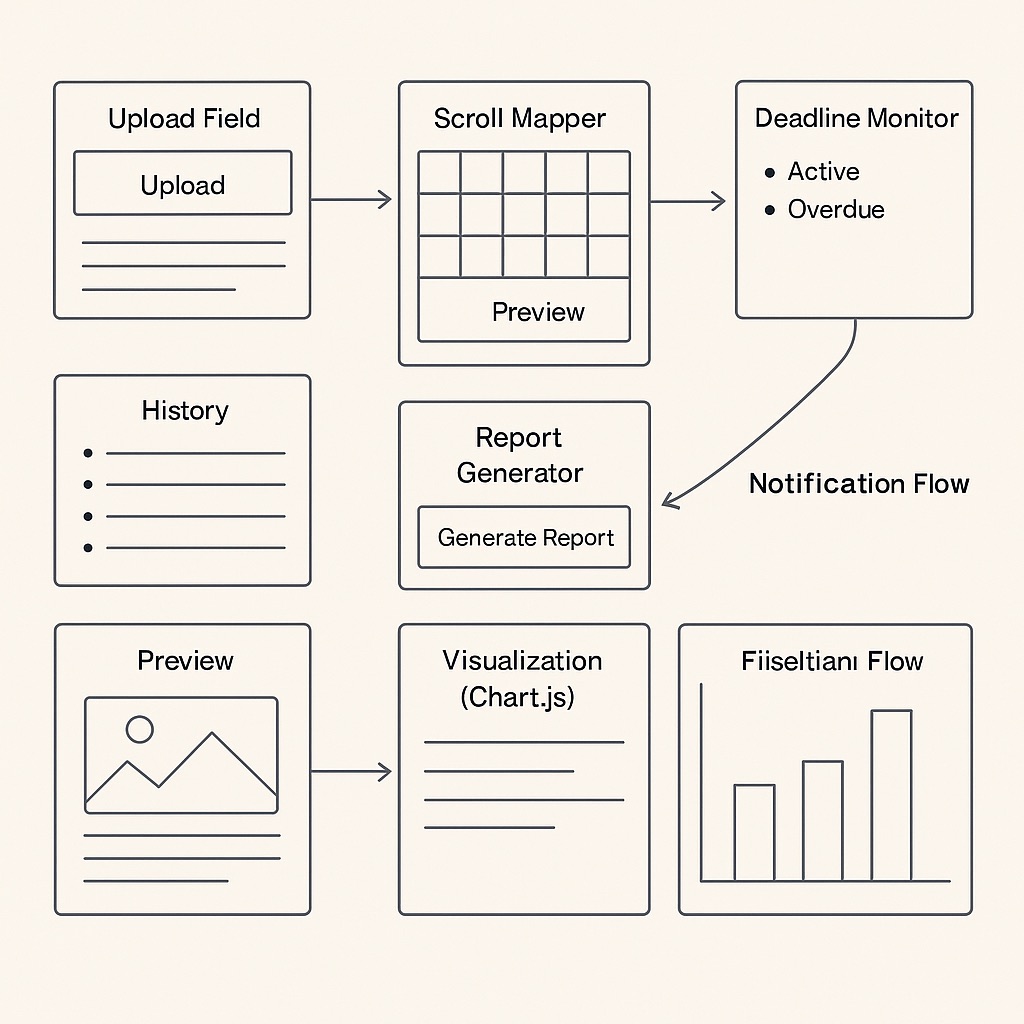 Upload Field
Upload
Scroll Mapper
Preview
Deadline Monitor
• Active
• Overdue
History
Report
Generator
Generate Report
Notification Flow
Preview
Visualization
(Chart.js)
Flow